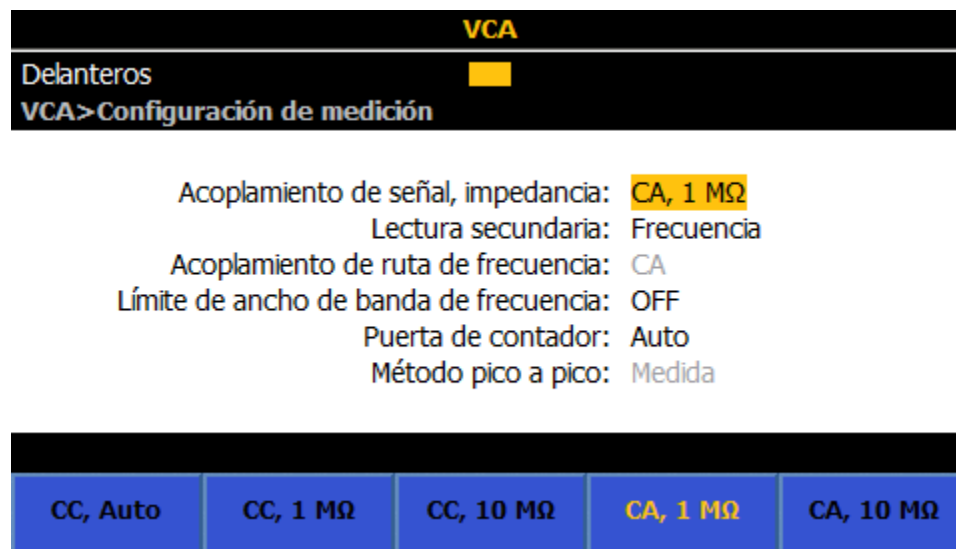 VCA
Delanteros
VCA>Configuración de medición
Acoplamiento de señal, impedancia: CA, 1 MΩ
Lectura secundaria: Frecuencia
Acoplamiento de ruta de frecuencia: CA
Límite de ancho de banda de frecuencia: OFF
Puerta de contador: Auto
Método pico a pico: Medida
CC, Auto CC, 1 MΩ CC, 10 MΩ CA, 1 MΩ CA, 10 MΩ